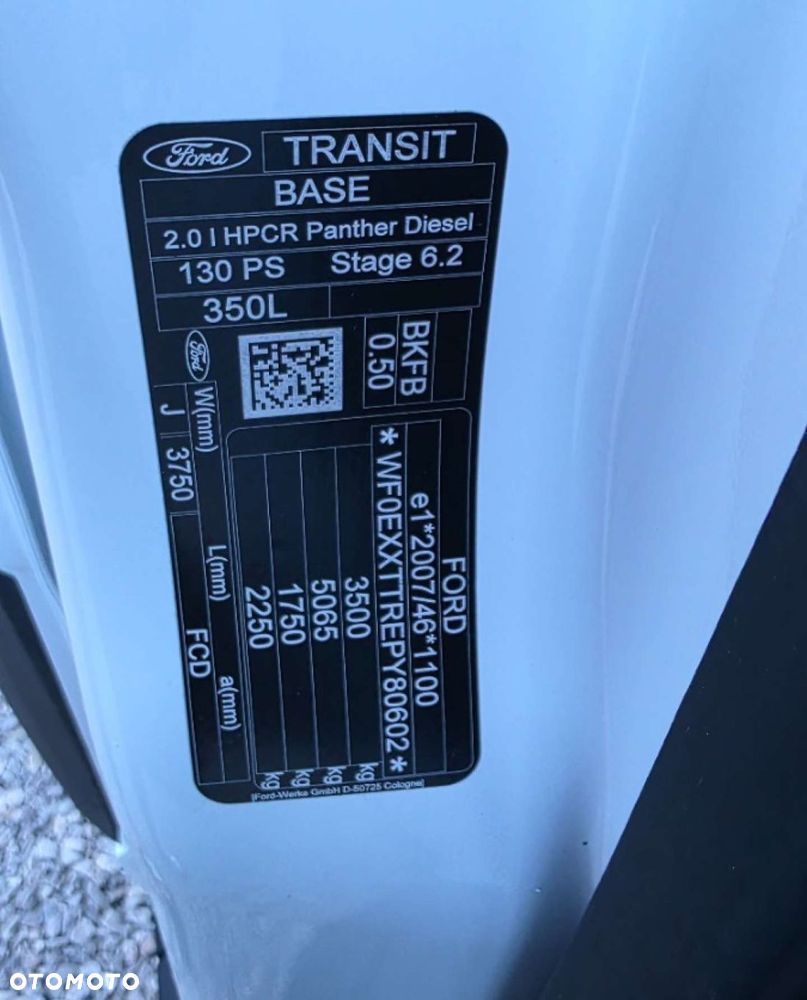 Ford TRANSIT
BASE
2.0 l HPCR Panther Diesel
130 PS Stage 6.2
350L
BKFB
0.50
FORD
e1*2007/46*1100
* WF0EXXTTREPY80602 *
3500 kg
5065 kg
1750 kg
2250 kg
Ford W(mm) L(mm) a(mm)
J 3750 FCD
Ford-Werke GmbH D-50725 Cologne
OTOMOTO